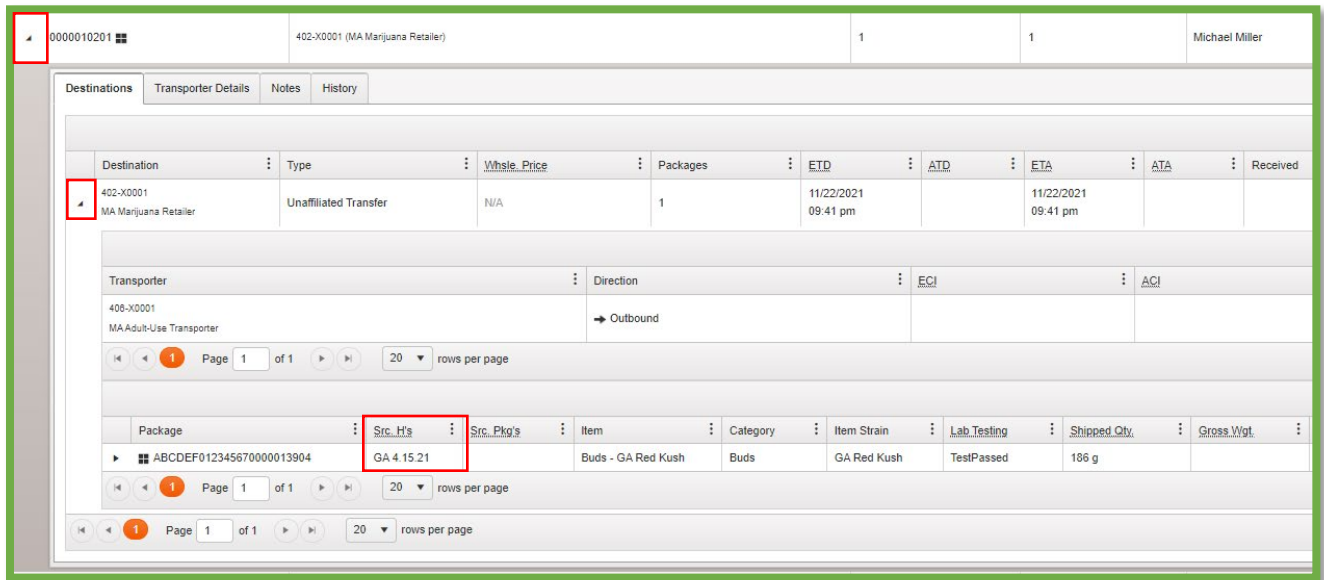 0000010201 402-X0001 (MA Marijuana Retailer) 1 1 Michael Miller
Destinations Transporter Details Notes History
Destination Type Whsle. Price Packages ETD ATD ETA ATA Received
402-X0001 Unaffiliated Transfer N/A 1 11/22/2021 11/22/2021
MA Marijuana Retailer 09:41 pm 09:41 pm
Transporter Direction ECI ACI
406-X0001 Outbound
MA Adult-Use Transporter
1 Page 1 of 1 20 rows per page
Package Src. H's Src. Pkg's Item Category Item Strain Lab Testing Shipped Qty. Gross Wgt.
ABCDEF012345670000013904 GA 4.15.21 Buds - GA Red Kush Buds GA Red Kush TestPassed 186 g
1 Page 1 of 1 20 rows per page
1 Page 1 of 1 20 rows per page